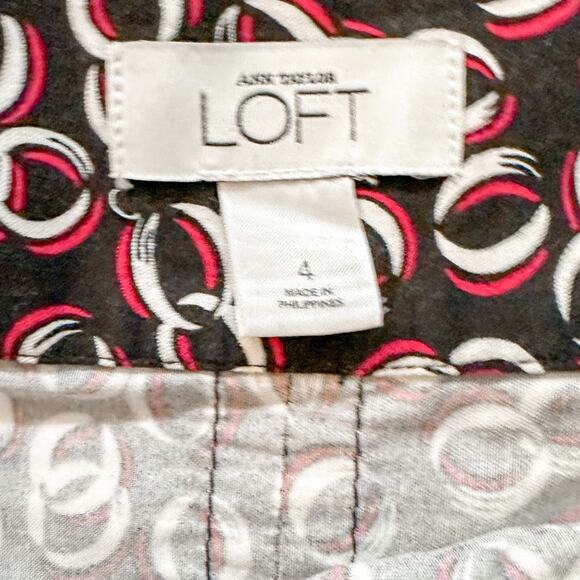 ANN TAYLOR
LOFT
4
MADE IN
PHILIPPINES